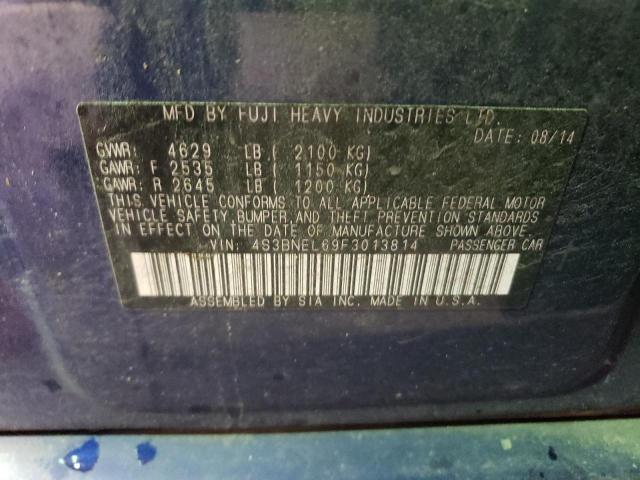 MFD BY FUJI HEAVY INDUSTRIES LTD.
DATE: 08/14
GVWR: 4629 LB ( 2100 KG)
GAWR: F 2535 LB ( 1150 KG)
GAWR: R 2645 LB ( 1200 KG)
THIS VEHICLE CONFORMS TO ALL APPLICABLE FEDERAL MOTOR
VEHICLE SAFETY, BUMPER, AND THEFT PREVENTION STANDARDS
IN EFFECT ON THE DATE OF MANUFACTURE SHOWN ABOVE.
VIN: 4S3BNEL69F3013814 PASSENGER CAR
ASSEMBLED BY SIA INC. MADE IN U.S.A.